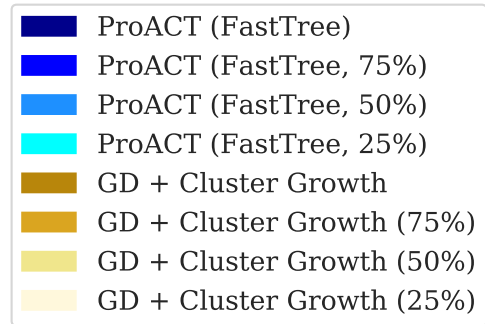 ProACT (FastTree)
ProACT (FastTree, 75%)
ProACT (FastTree, 50%)
ProACT (FastTree, 25%)
GD + Cluster Growth
GD + Cluster Growth (75%)
GD + Cluster Growth (50%)
GD + Cluster Growth (25%)